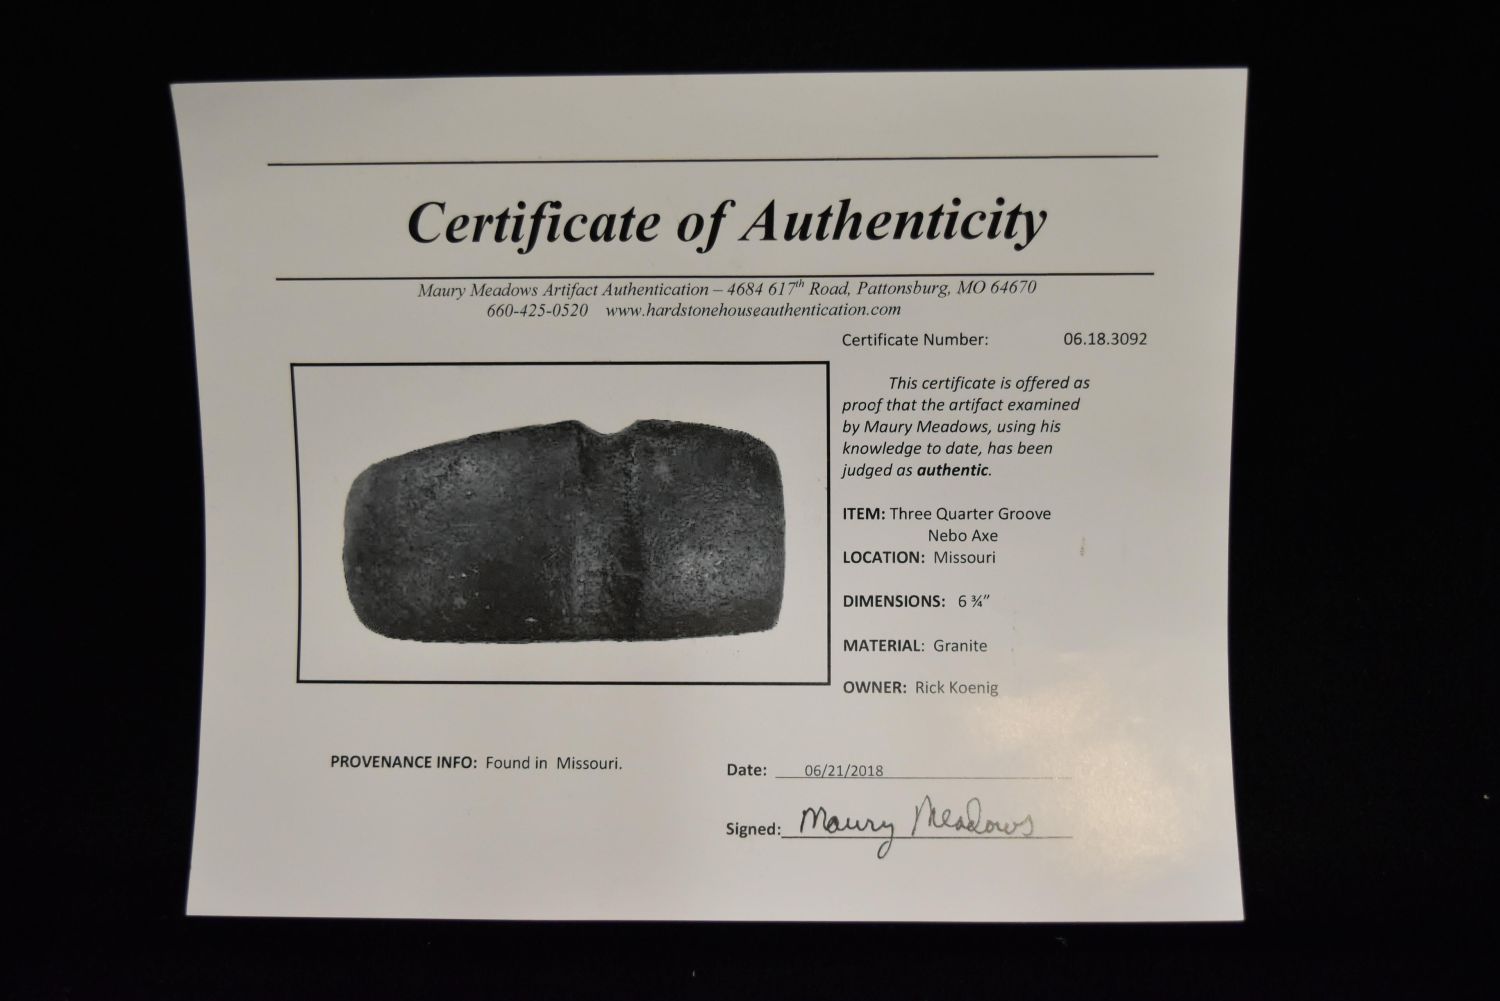 Certificate of Authenticity
Maury Meadows Artifact Authentication – 4684 617th Road, Pattonsburg, MO 64670
660-425-0520 www.hardstonehouseauthentication.com
Certificate Number: 06.18.3092
This certificate is offered as
proof that the artifact examined
by Maury Meadows, using his
knowledge to date, has been
judged as authentic.
ITEM: Three Quarter Groove
Nebo Axe
LOCATION: Missouri
DIMENSIONS: 6 ¾"
MATERIAL: Granite
OWNER: Rick Koenig
PROVENANCE INFO: Found in Missouri.
Date: 06/21/2018
Signed: Maury Meadows